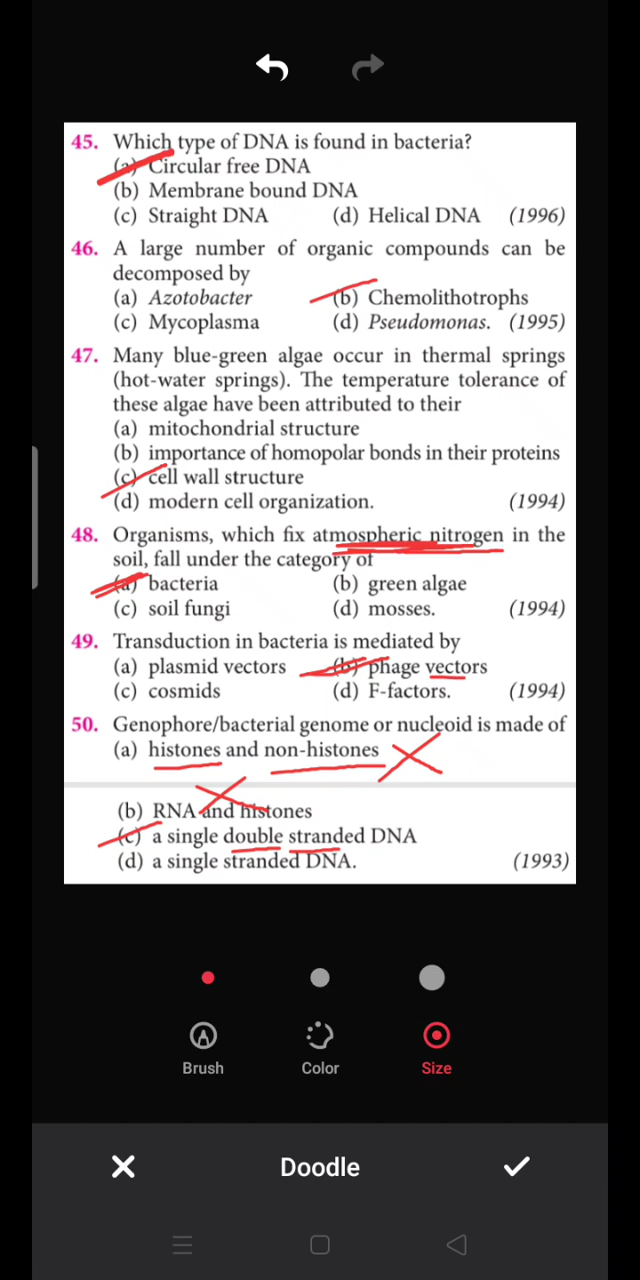 45. Which type of DNA is found in bacteria?
(a) Circular free DNA
(b) Membrane bound DNA
(c) Straight DNA (d) Helical DNA (1996)
46. A large number of organic compounds can be
decomposed by
(a) Azotobacter (b) Chemolithotrophs
(c) Mycoplasma (d) Pseudomonas. (1995)
47. Many blue-green algae occur in thermal springs
(hot-water springs). The temperature tolerance of
these algae have been attributed to their
(a) mitochondrial structure
(b) importance of homopolar bonds in their proteins
(c) cell wall structure
(d) modern cell organization. (1994)
48. Organisms, which fix atmospheric nitrogen in the
soil, fall under the category of
(a) bacteria (b) green algae
(c) soil fungi (d) mosses. (1994)
49. Transduction in bacteria is mediated by
(a) plasmid vectors (b) phage vectors
(c) cosmids (d) F-factors. (1994)
50. Genophore/bacterial genome or nucleoid is made of
(a) histones and non-histones
(b) RNA and histones
(c) a single double stranded DNA
(d) a single stranded DNA. (1993)
Brush Color Size
Doodle